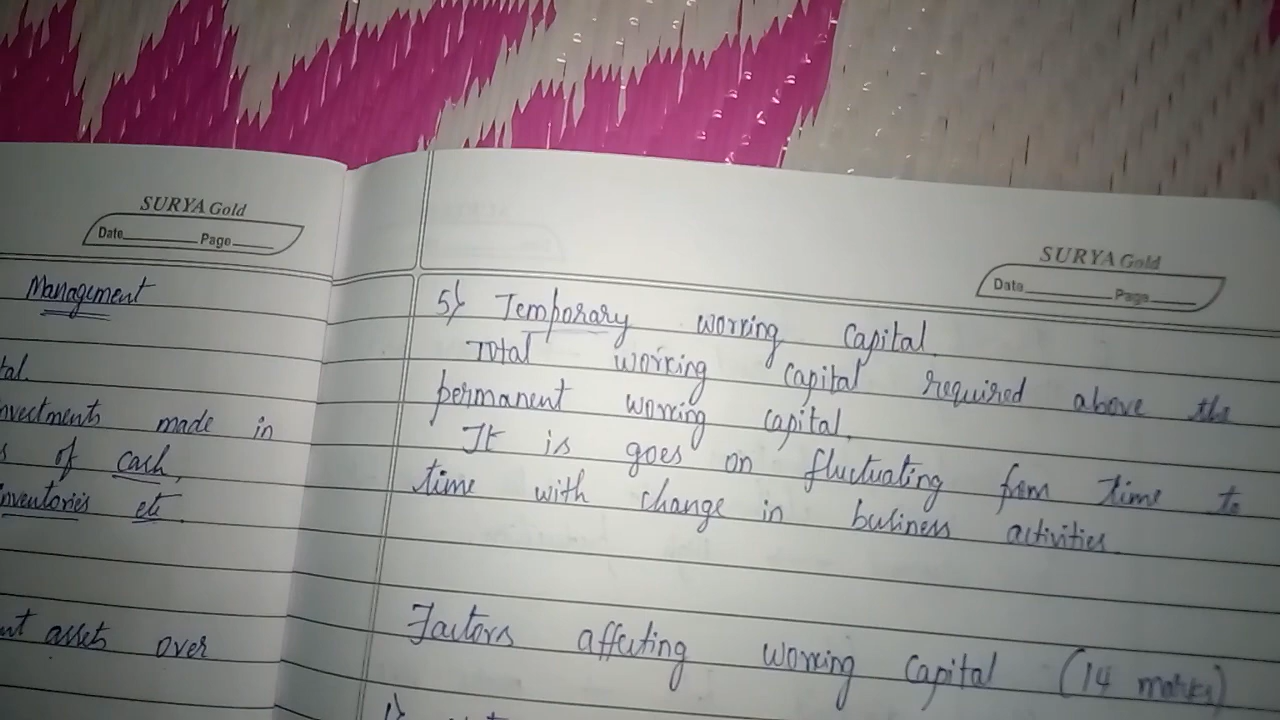 SURYA Gold
Date Page
Management
tal.
nvestments made in
s of cash,
nventories etc.
nt assets over
SURYA Gold
Date Page
5) Temporary working Capital.
Total working Capital required above the
permanent working capital.
It is goes on fluctuating from time to
time with change in business activities
Factors affecting working Capital (14 marks)
1)